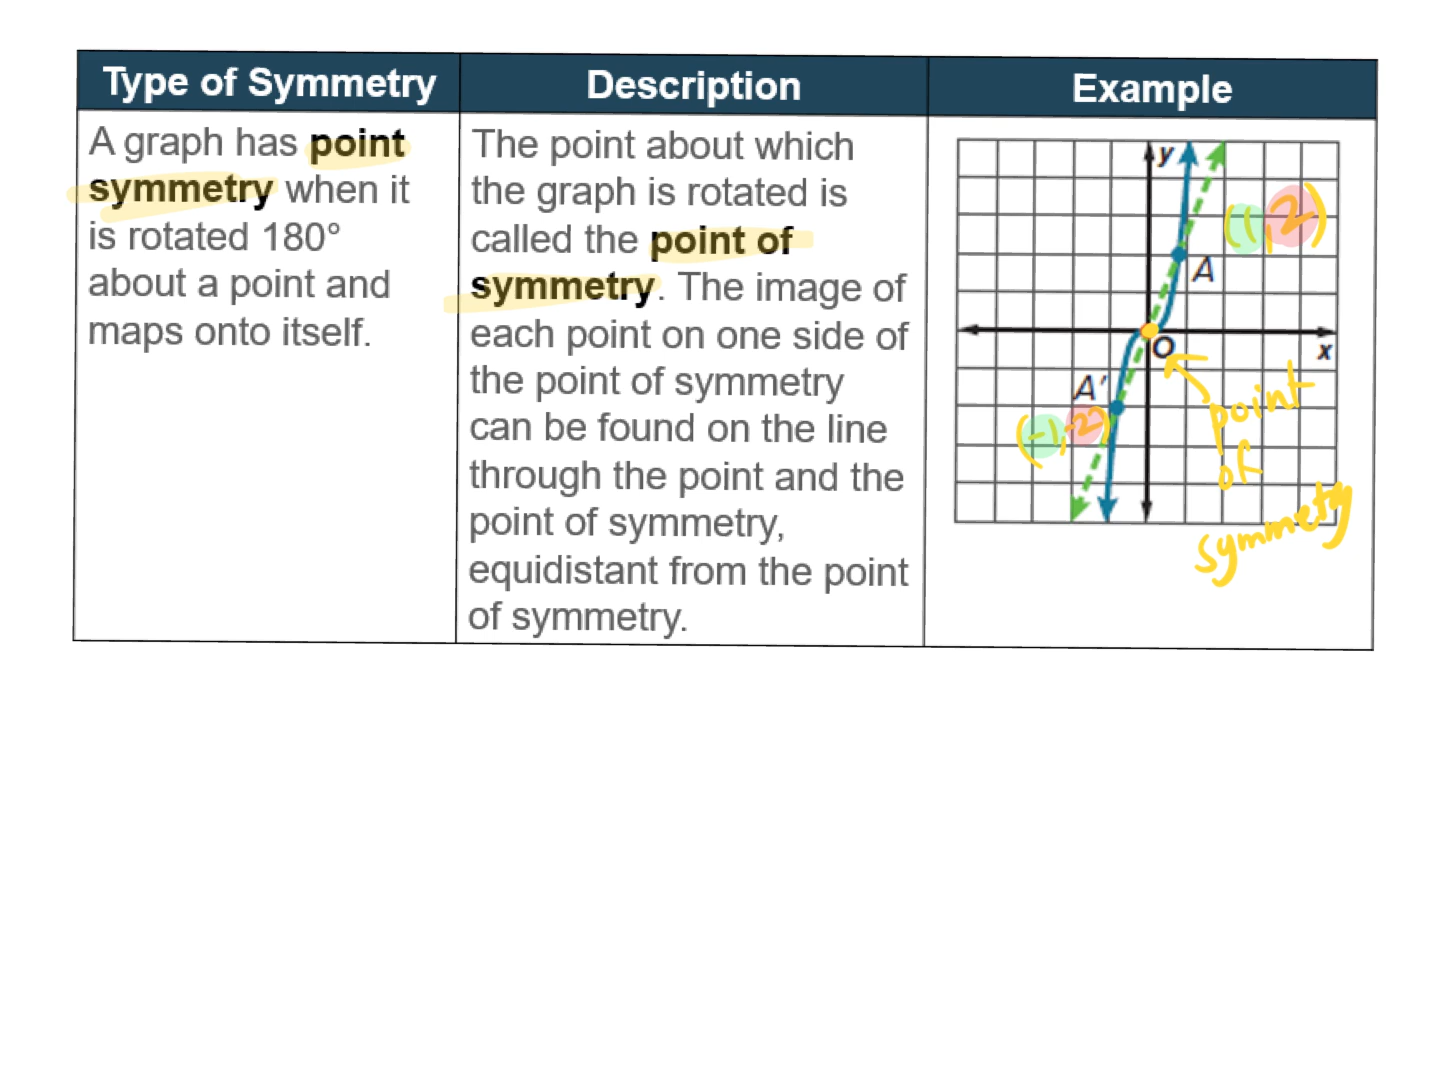 Type of Symmetry
Description
Example
A graph has point
symmetry when it
is rotated 180°
about a point and
maps onto itself.
The point about which
the graph is rotated is
called the point of
symmetry. The image of
each point on one side of
the point of symmetry
can be found on the line
through the point and the
point of symmetry,
equidistant from the point
of symmetry.
y
(1,2)
A
O
x
A'
(-1,-2)
point
of
symmety